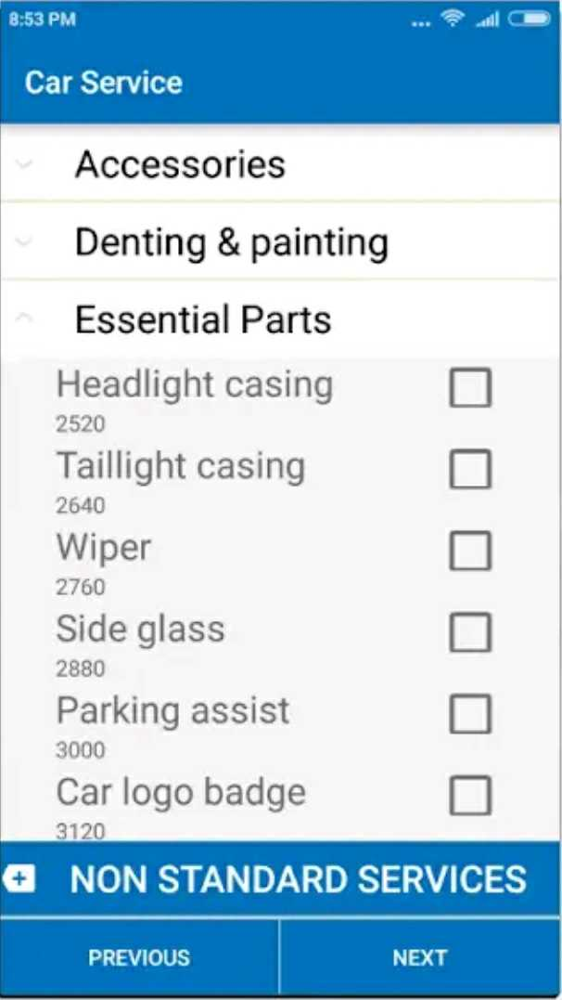 8:53 PM
Car Service
Accessories
Denting & painting
Essential Parts
Headlight casing
2520
Taillight casing
2640
Wiper
2760
Side glass
2880
Parking assist
3000
Car logo badge
3120
NON STANDARD SERVICES
PREVIOUS NEXT